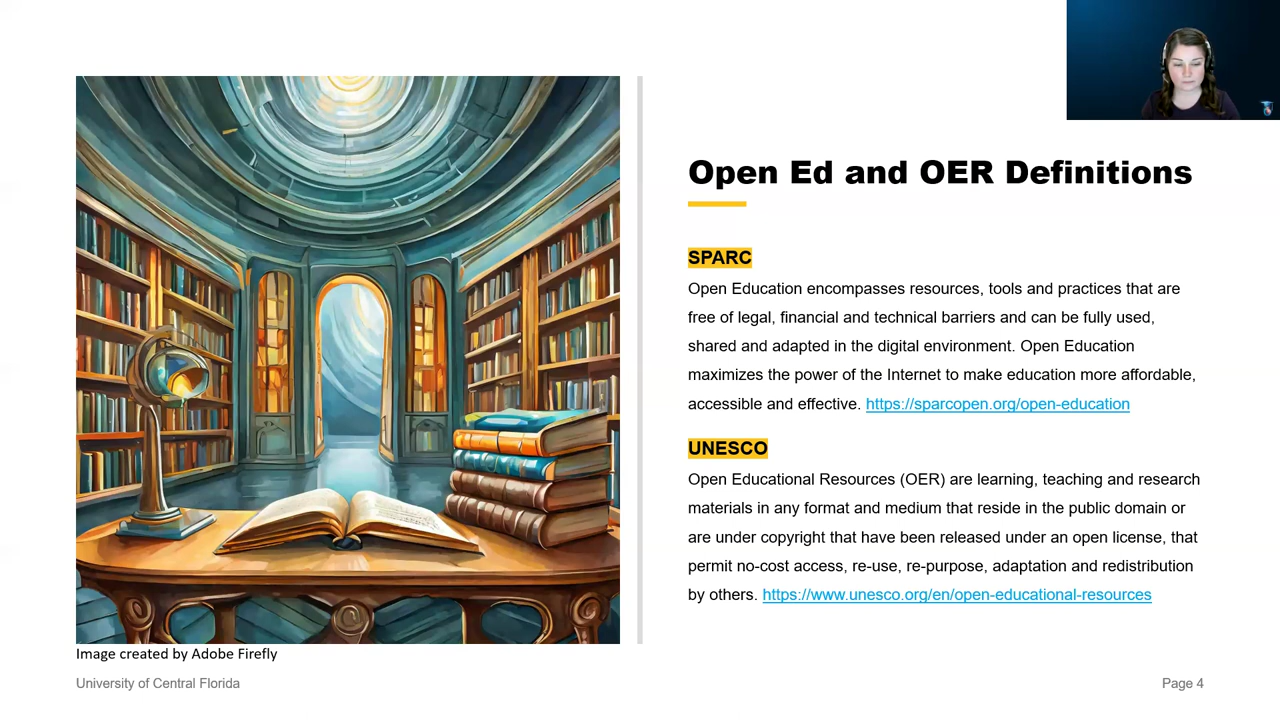 Open Ed and OER Definitions
SPARC
Open Education encompasses resources, tools and practices that are
free of legal, financial and technical barriers and can be fully used,
shared and adapted in the digital environment. Open Education
maximizes the power of the Internet to make education more affordable,
accessible and effective. https://sparcopen.org/open-education
UNESCO
Open Educational Resources (OER) are learning, teaching and research
materials in any format and medium that reside in the public domain or
are under copyright that have been released under an open license, that
permit no-cost access, re-use, re-purpose, adaptation and redistribution
by others. https://www.unesco.org/en/open-educational-resources
Image created by Adobe Firefly
University of Central Florida
Page 4